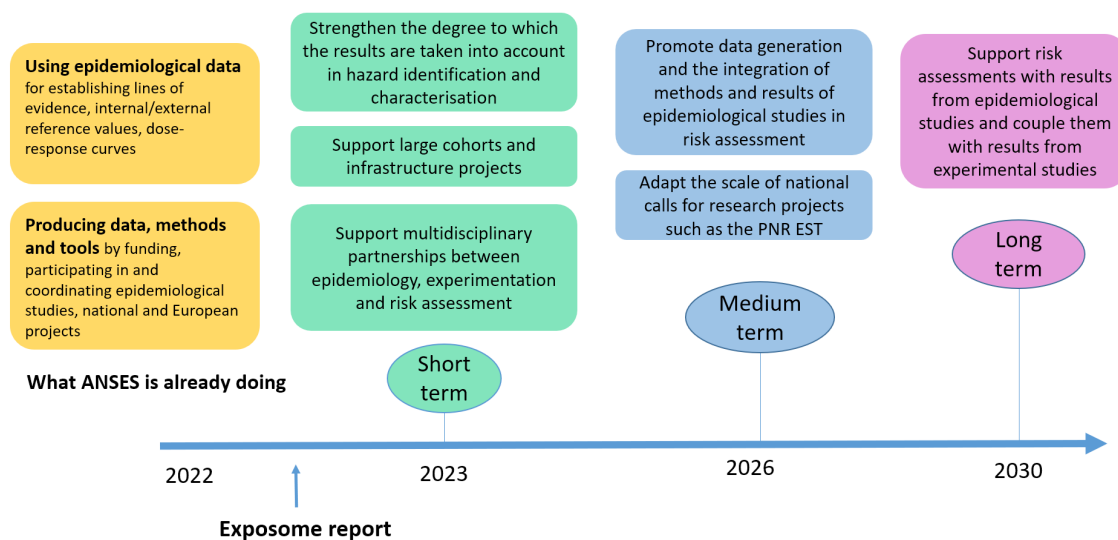 Using epidemiological data
for establishing lines of
evidence, internal/external
reference values, dose-
response curves
Producing data, methods
and tools by funding,
participating in and
coordinating epidemiological
studies, national and European
projects
What ANSES is already doing
Strengthen the degree to which
the results are taken into account
in hazard identification and
characterisation
Support large cohorts and
infrastructure projects
Support multidisciplinary
partnerships between
epidemiology, experimentation
and risk assessment
Short
term
Promote data generation
and the integration of
methods and results of
epidemiological studies in
risk assessment
Adapt the scale of national
calls for research projects
such as the PNR EST
Medium
term
Support risk
assessments with results
from epidemiological
studies and couple them
with results from
experimental studies
Long
term
2022
2023
2026
2030
Exposome report